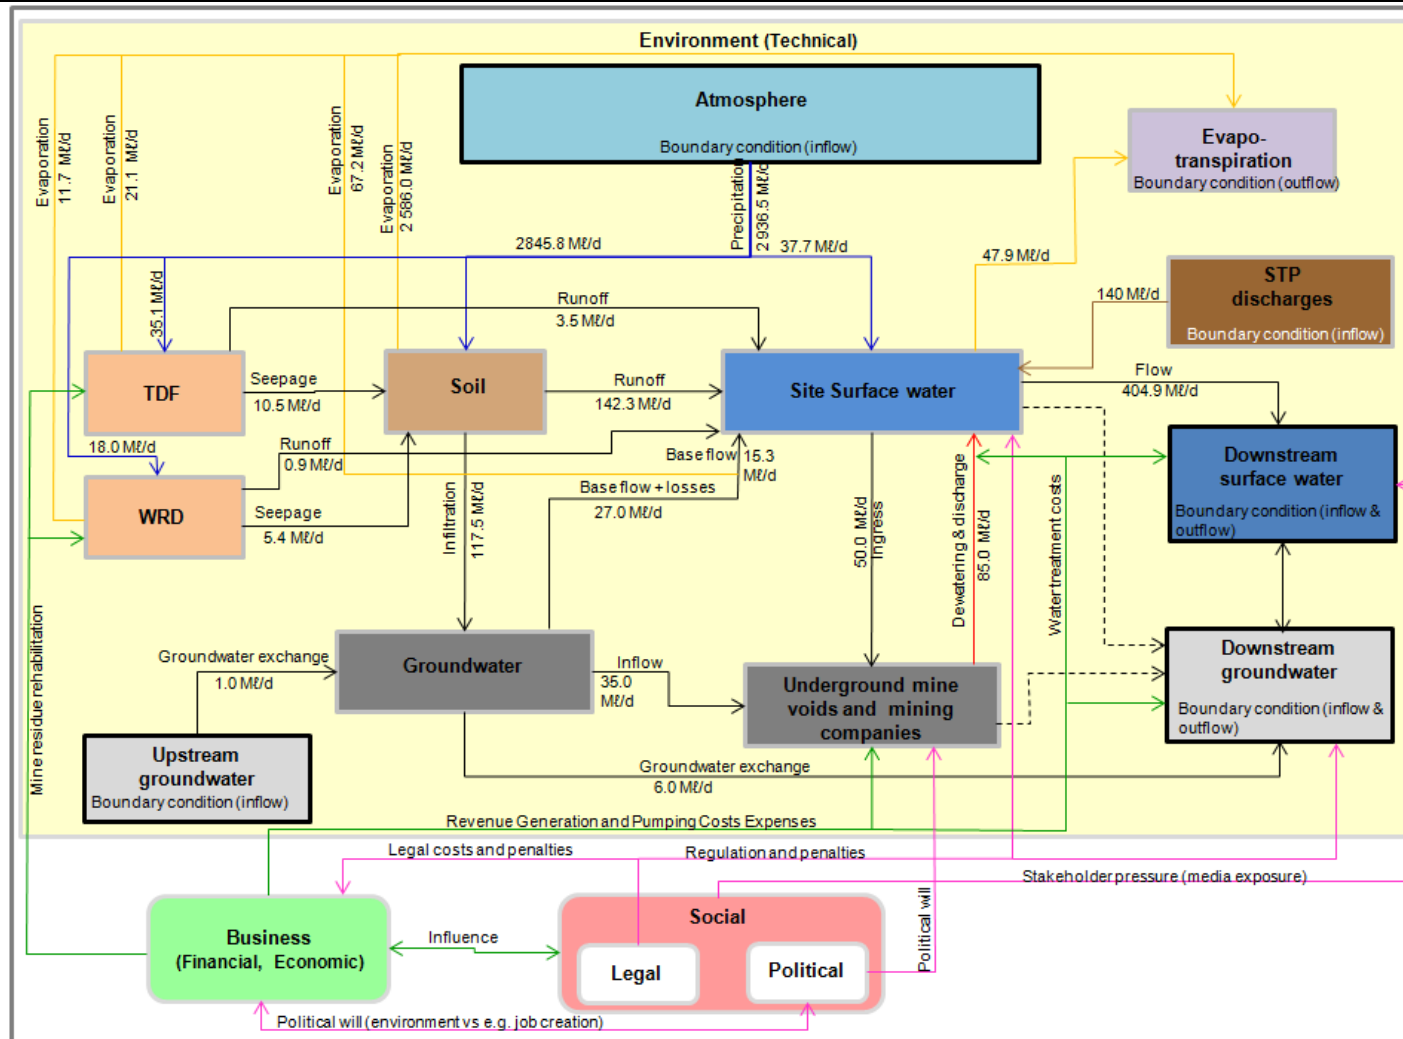 Environment (Technical)
Atmosphere
Boundary condition (inflow)
Evapo-
transpiration
Boundary condition (outflow)
Evaporation
11.7 Mℓ/d
Evaporation
21.1 Mℓ/d
Evaporation
67.2 Mℓ/d
Evaporation
2 586.0 Mℓ/d
Precipitation
2 936.5 Mℓ/d
2845.8 Mℓ/d
37.7 Mℓ/d
47.9 Mℓ/d
STP
discharges
Boundary condition (inflow)
140 Mℓ/d
35.1 Mℓ/d
Runoff
3.5 Mℓ/d
TDF
Seepage
10.5 Mℓ/d
Soil
Runoff
142.3 Mℓ/d
Site Surface water
Flow
404.9 Mℓ/d
18.0 Mℓ/d
Runoff
0.9 Mℓ/d
Base flow
15.3
Mℓ/d
WRD
Seepage
5.4 Mℓ/d
Infiltration
117.5 Mℓ/d
Base flow + losses
27.0 Mℓ/d
50.0 Mℓ/d
Ingress
Dewatering & discharge
85.0 Mℓ/d
Water treatment costs
Downstream
surface water
Boundary condition (inflow &
outflow)
Mine residue rehabilitation
Groundwater exchange
1.0 Mℓ/d
Groundwater
Inflow
35.0
Mℓ/d
Underground mine
voids and mining
companies
Downstream
groundwater
Boundary condition (inflow &
outflow)
Upstream
groundwater
Boundary condition (inflow)
Groundwater exchange
6.0 Mℓ/d
Revenue Generation and Pumping Costs Expenses
Legal costs and penalties
Regulation and penalties
Stakeholder pressure (media exposure)
Political will
Business
(Financial, Economic)
Influence
Social
Legal
Political
Political will (environment vs e.g. job creation)